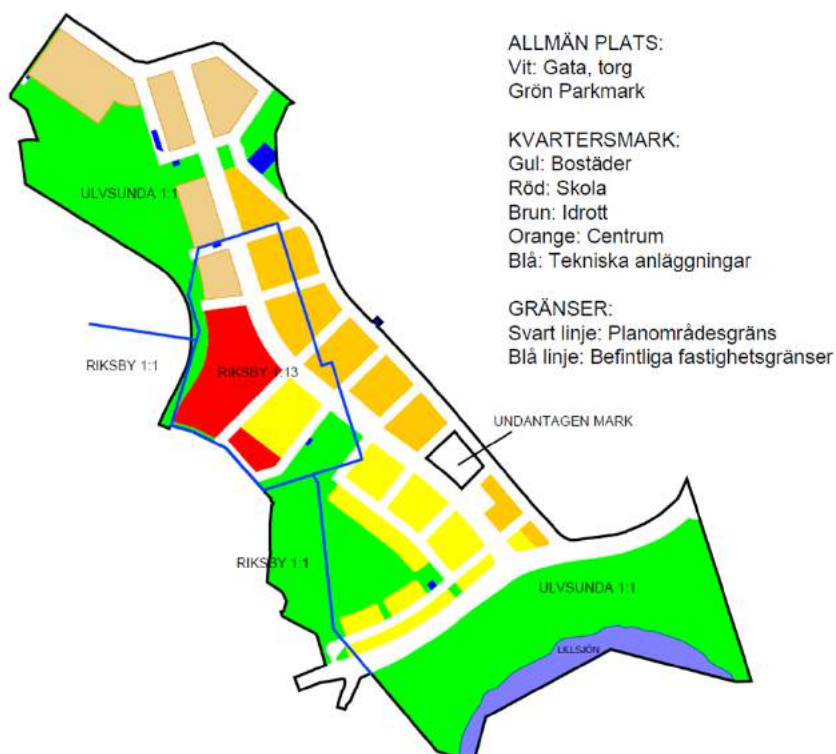 ALLMÄN PLATS:
Vit: Gata, torg
Grön Parkmark
KVARTERSMARK:
Gul: Bostäder
Röd: Skola
Brun: Idrott
Orange: Centrum
Blå: Tekniska anläggningar
GRÄNSER:
Svart linje: Planområdesgräns
Blå linje: Befintliga fastighetsgränser
ULVSUNDA 1:1
RIKSBY 1:1
RIKSBY 1:13
UNDANTAGEN MARK
RIKSBY 1:1
ULVSUNDA 1:1
LILLSJÖN